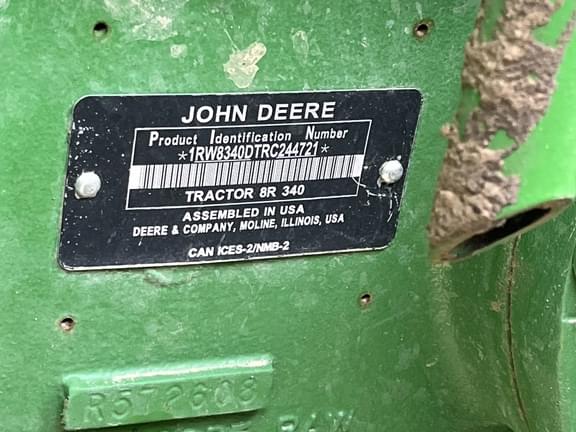 JOHN DEERE
Product Identification Number
*1RW8340DTRC244721*
TRACTOR 8R 340
ASSEMBLED IN USA
DEERE & COMPANY, MOLINE, ILLINOIS, USA
CAN ICES-2/NMB-2